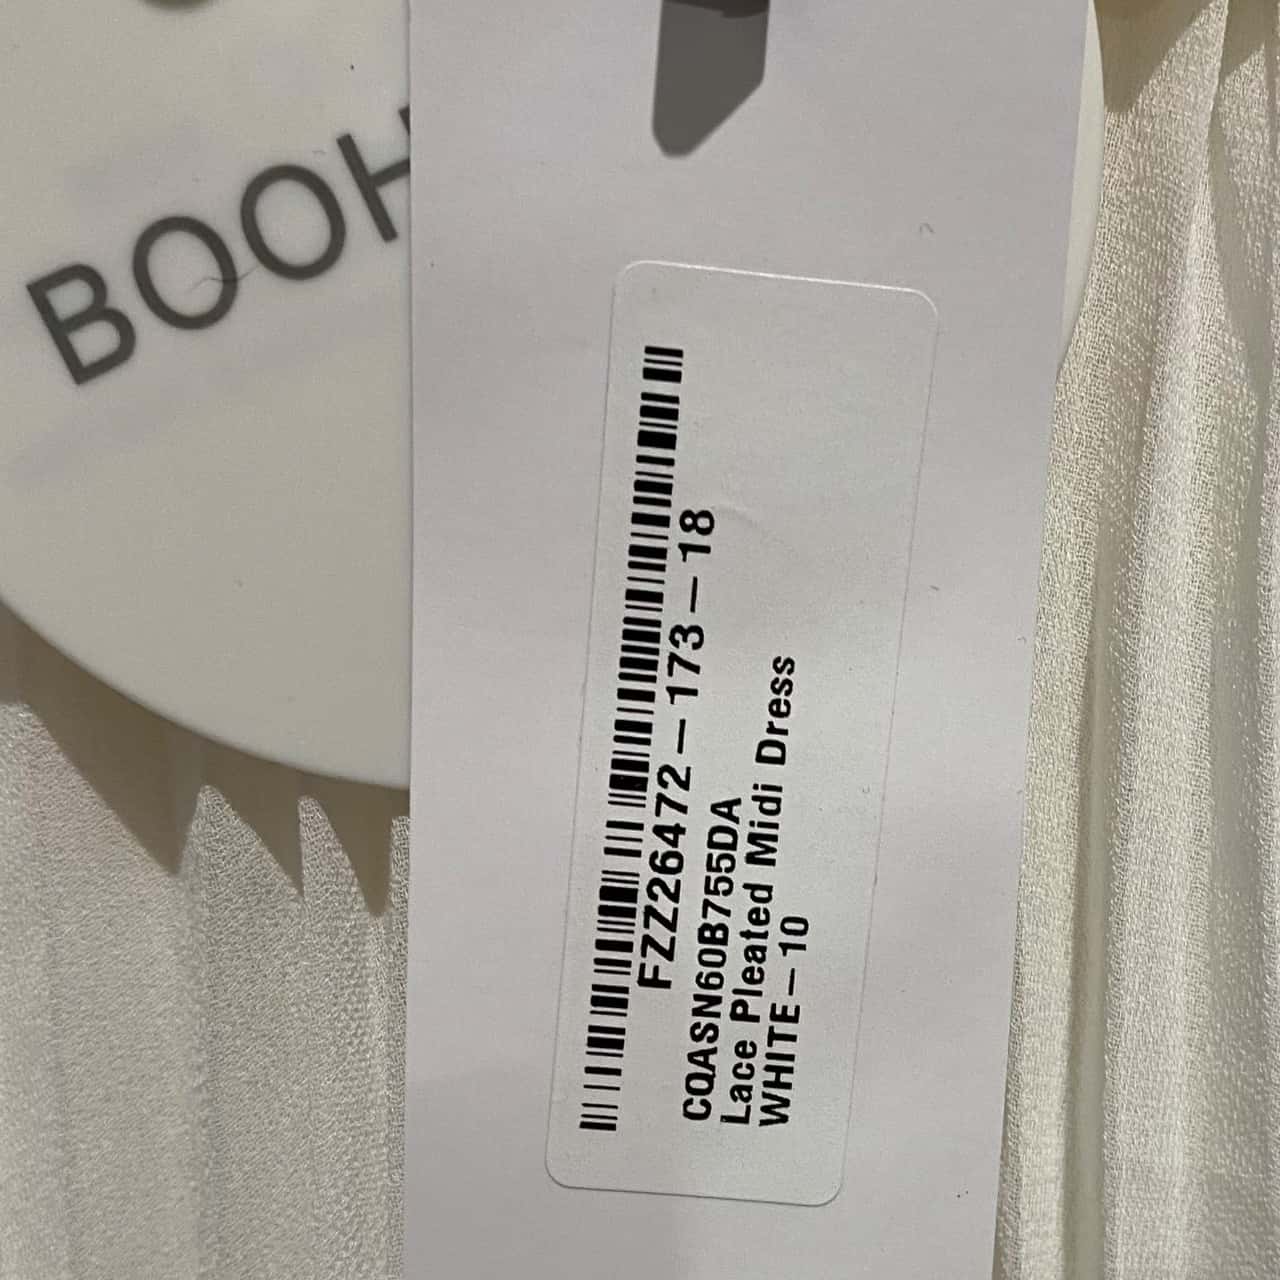 BOOH
FZZ26472-173-18
CQASN60B755DA
Lace Pleated Midi Dress
WHITE-10